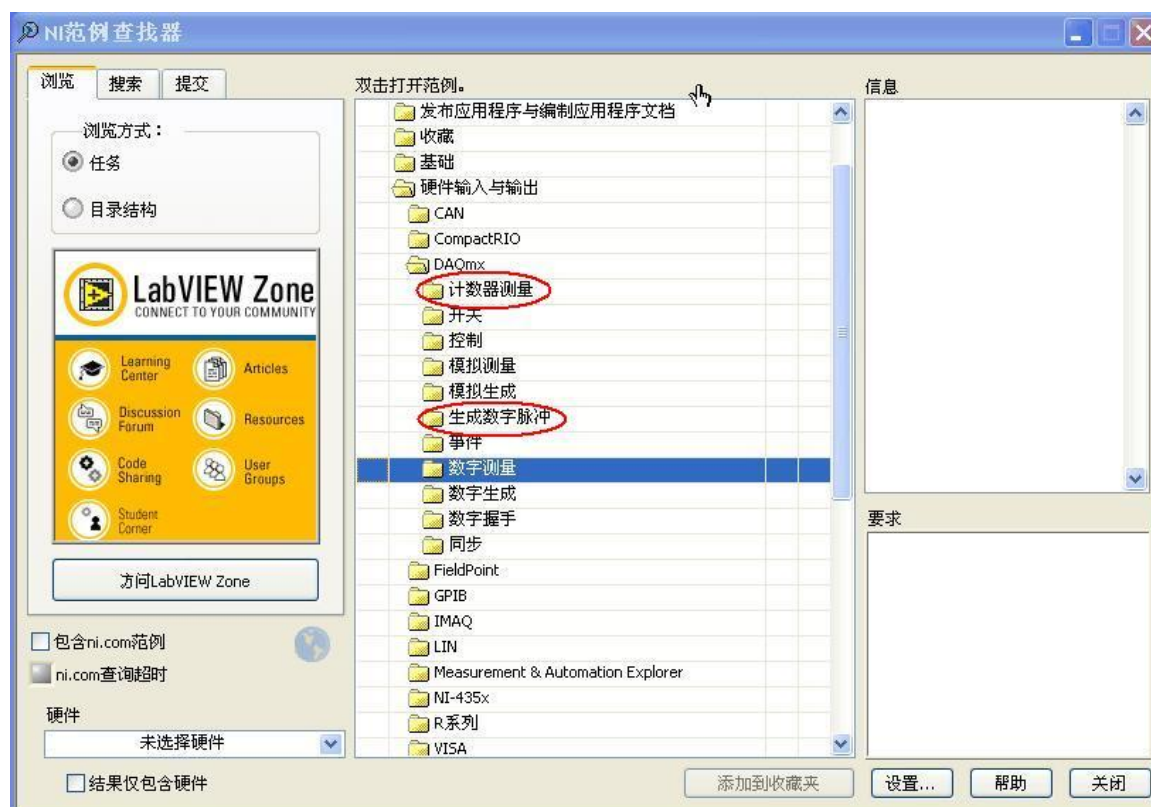 NI范例查找器
浏览
搜索
提交
浏览方式：
任务
目录结构
LabVIEW Zone
CONNECT TO YOUR COMMUNITY
Learning Center
Articles
Discussion Forum
Resources
Code Sharing
User Groups
Student Corner
访问LabVIEW Zone
包含ni.com范例
ni.com查询超时
硬件
未选择硬件
结果仅包含硬件
双击打开范例。
发布应用程序与编制应用程序文档
收藏
基础
硬件输入与输出
CAN
CompactRIO
DAQmx
计数器测量
开关
控制
模拟测量
模拟生成
生成数字脉冲
事件
数字测量
数字生成
数字握手
同步
FieldPoint
GPIB
IMAQ
LIN
Measurement & Automation Explorer
NI-435x
R系列
VISA
信息
要求
添加到收藏夹
设置...
帮助
关闭